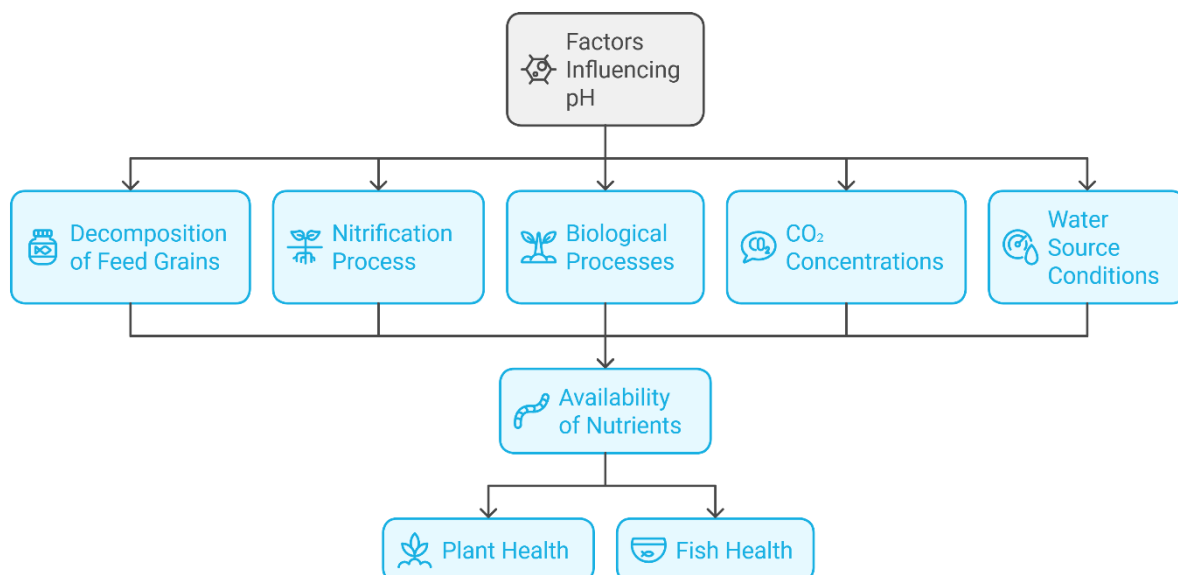 Factors
Influencing
pH
Decomposition
of Feed Grains
Nitrification
Process
Biological
Processes
CO₂
CO₂
Concentrations
Water
Source
Conditions
Availability
of Nutrients
Plant Health
Fish Health